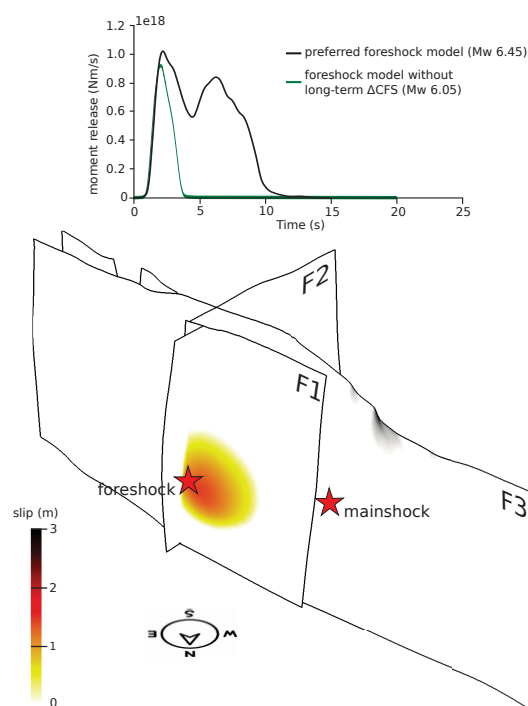 1e18
1.2
1.0
0.8
0.6
0.4
0.2
0
moment release (Nm/s)
0 5 10 15 20 25
Time (s)
preferred foreshock model (Mw 6.45)
foreshock model without
long-term ΔCFS (Mw 6.05)
F2
F1
F3
foreshock
mainshock
slip (m)
3
2
1
0
S
E W
N